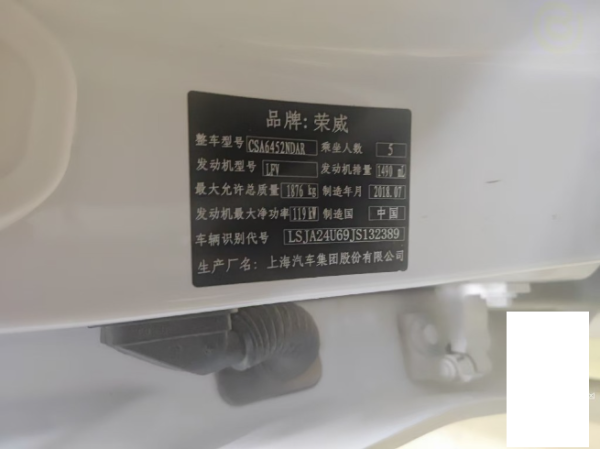 品牌: 荣威
整车型号 CSA6452NDAR 乘坐人数 5
发动机型号 LFV 发动机排量 1490 mL
最大允许总质量 1876 kg 制造年月 2018.07
发动机最大净功率 119 kW 制造国 中国
车辆识别代号 LSJA24U69JS132389
生产厂名: 上海汽车集团股份有限公司